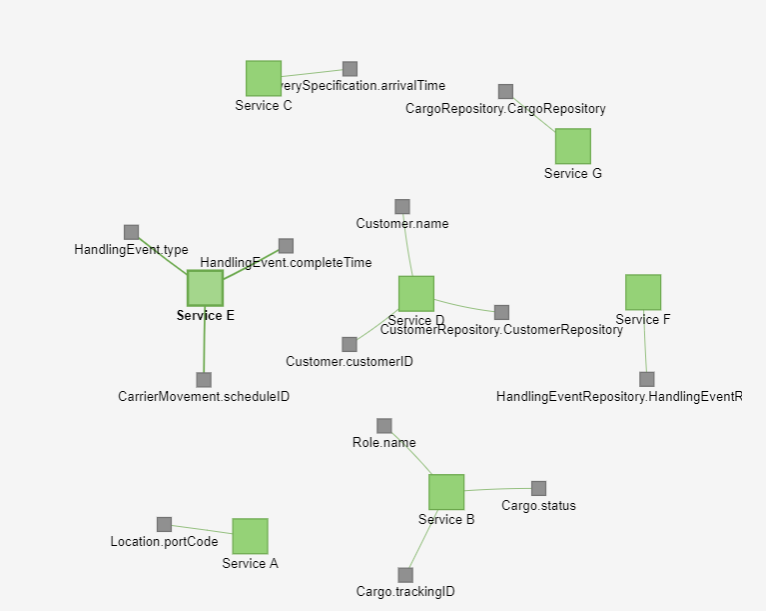 verySpecification.arrivalTime
Service C
CargoRepository.CargoRepository
Service G
Customer.name
HandlingEvent.type
HandlingEvent.completeTime
Service E
Service D
CustomerRepository.CustomerRepository
Service F
Customer.customerID
CarrierMovement.scheduleID
HandlingEventRepository.HandlingEventR
Role.name
Cargo.status
Service B
Location.portCode
Service A
Cargo.trackingID